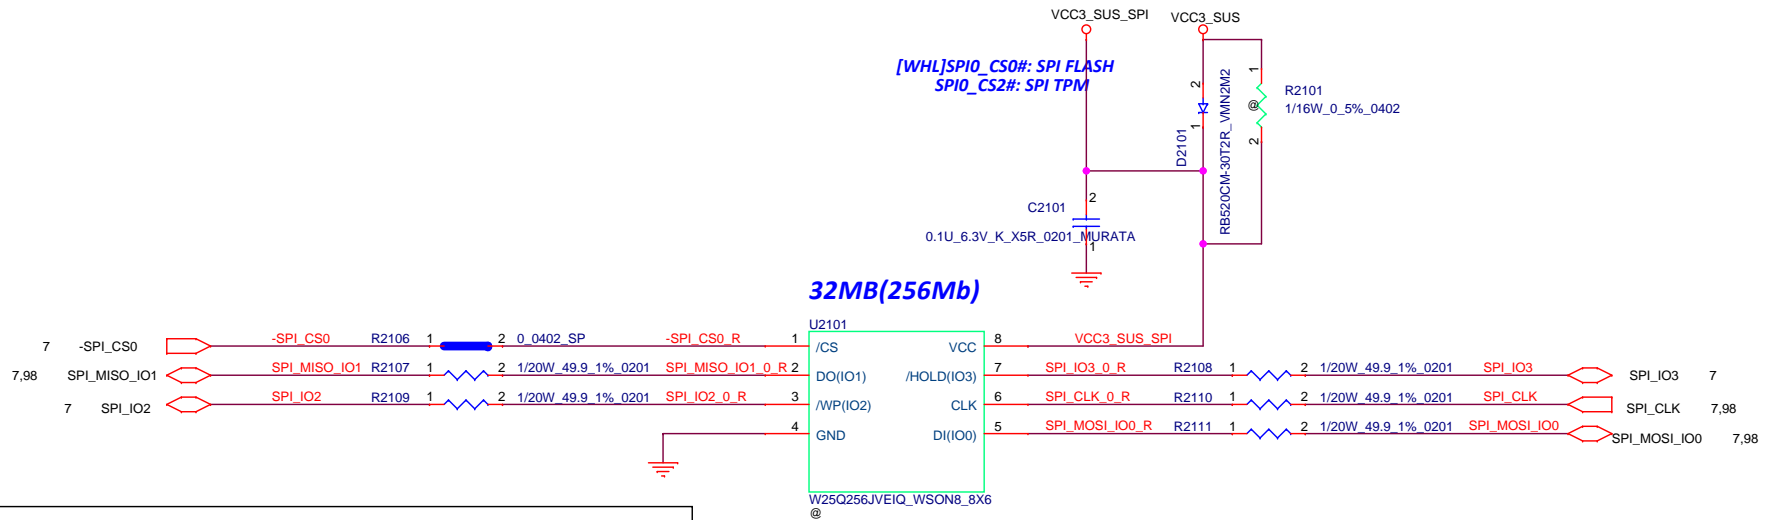 VCC3_SUS_SPI
VCC3_SUS
[WHL]SPI0_CS0#: SPI FLASH
SPI0_CS2#: SPI TPM
2
1
D2101
RB520CM-30T2R_VMN2M2
1
@
2
R2101
1/16W_0_5%_0402
C2101
2
0.1U_6.3V_K_X5R_0201_MURATA
1
32MB(256Mb)
U2101
7 -SPI_CS0 -SPI_CS0 R2106 1 2 0_0402_SP -SPI_CS0_R 1 /CS VCC 8 VCC3_SUS_SPI
7,98 SPI_MISO_IO1 SPI_MISO_IO1 R2107 1 2 1/20W_49.9_1%_0201 SPI_MISO_IO1_0_R 2 DO(IO1) /HOLD(IO3) 7 SPI_IO3_0_R R2108 1 2 1/20W_49.9_1%_0201 SPI_IO3 SPI_IO3 7
7 SPI_IO2 SPI_IO2 R2109 1 2 1/20W_49.9_1%_0201 SPI_IO2_0_R 3 /WP(IO2) CLK 6 SPI_CLK_0_R R2110 1 2 1/20W_49.9_1%_0201 SPI_CLK SPI_CLK 7,98
4 GND DI(IO0) 5 SPI_MOSI_IO0_R R2111 1 2 1/20W_49.9_1%_0201 SPI_MOSI_IO0 SPI_MOSI_IO0 7,98
W25Q256JVEIQ_WSON8_8X6
@